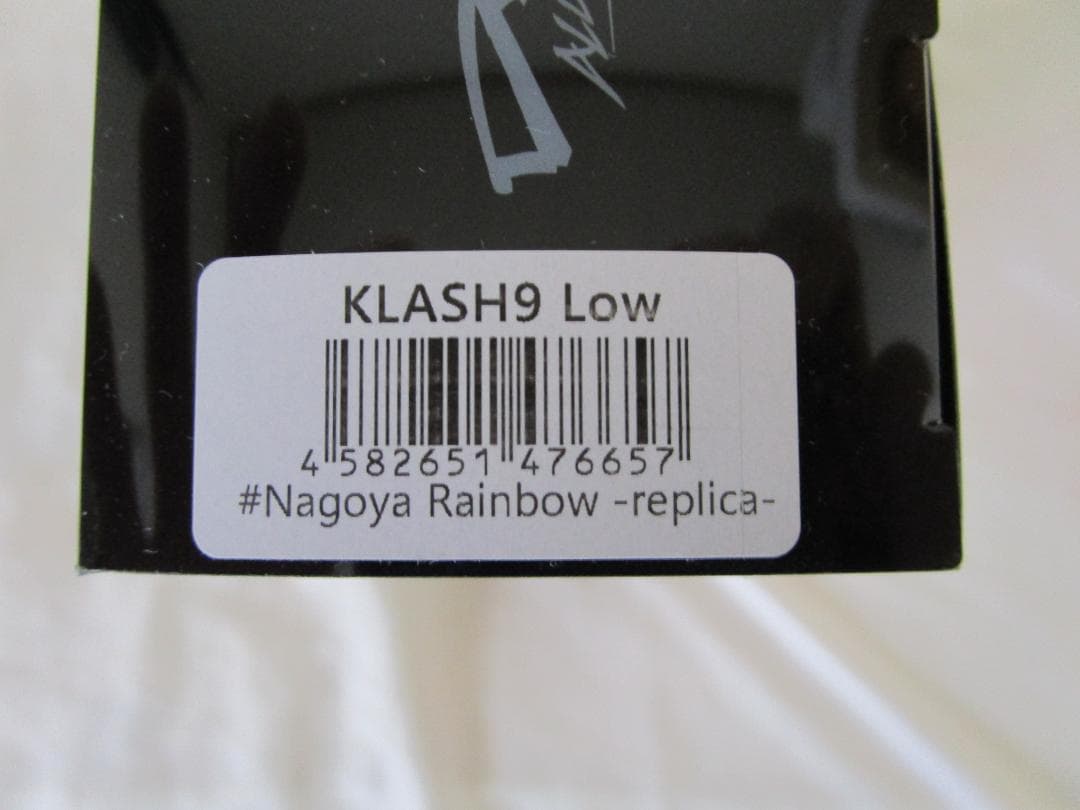 KLASH9 Low
4 582651 476657
#Nagoya Rainbow -replica-